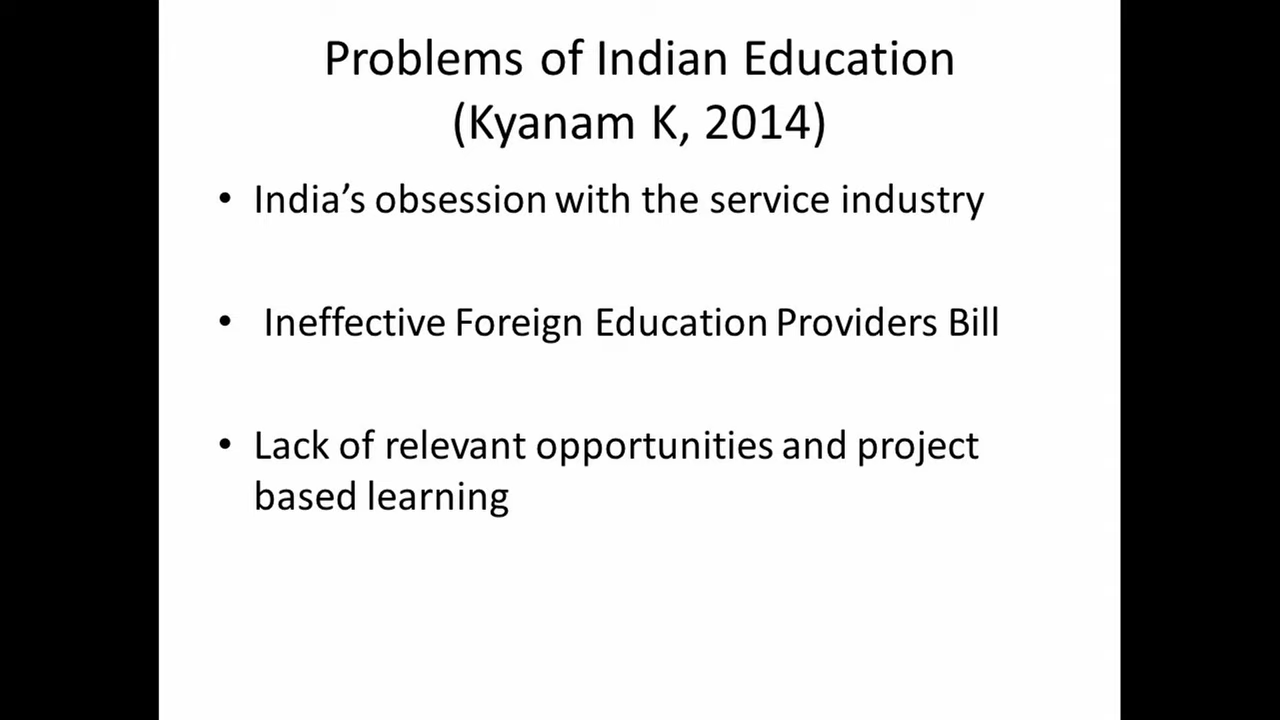 Problems of Indian Education
(Kyanam K, 2014)
• India’s obsession with the service industry
• Ineffective Foreign Education Providers Bill
• Lack of relevant opportunities and project
based learning